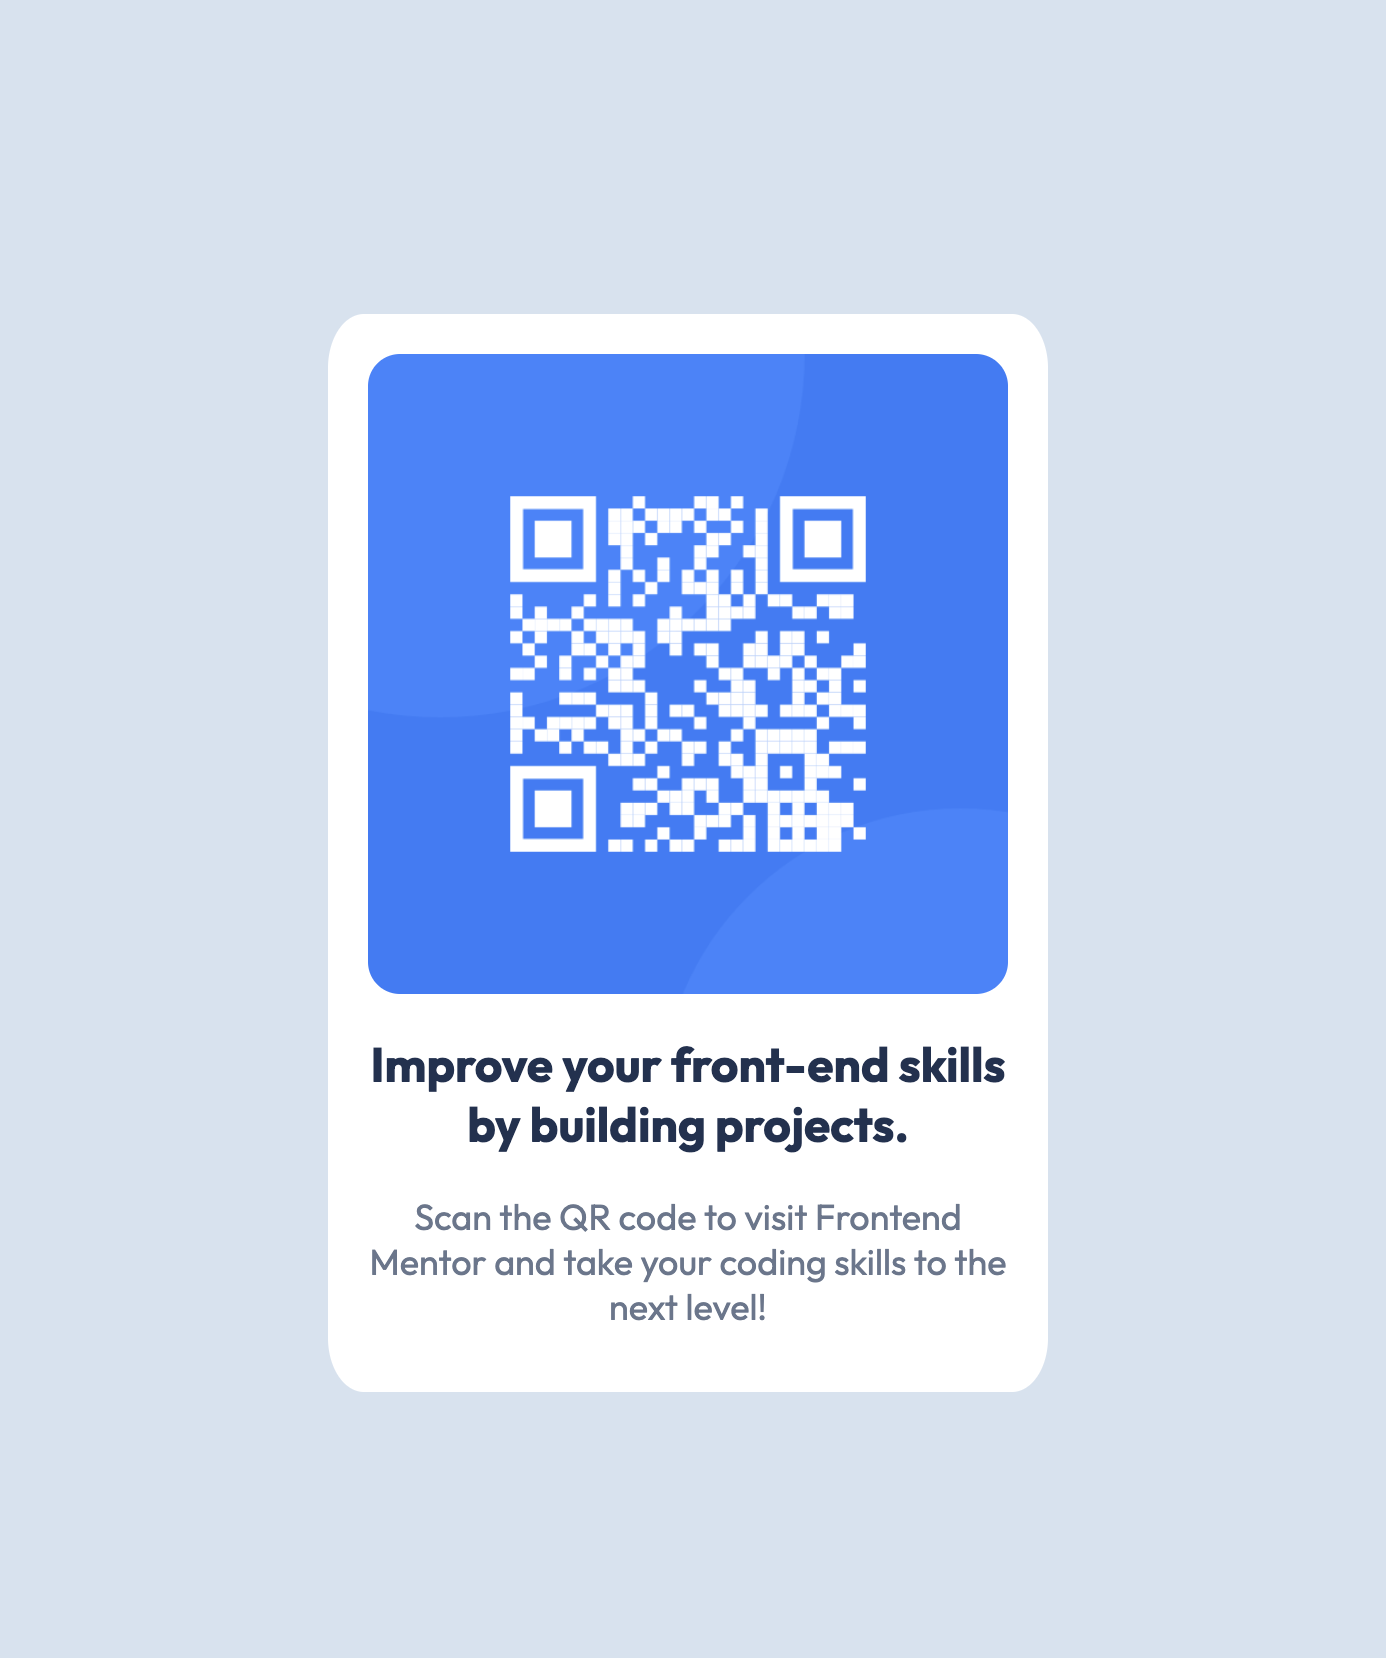 Improve your front-end skills
by building projects.
Scan the QR code to visit Frontend
Mentor and take your coding skills to the
next level!